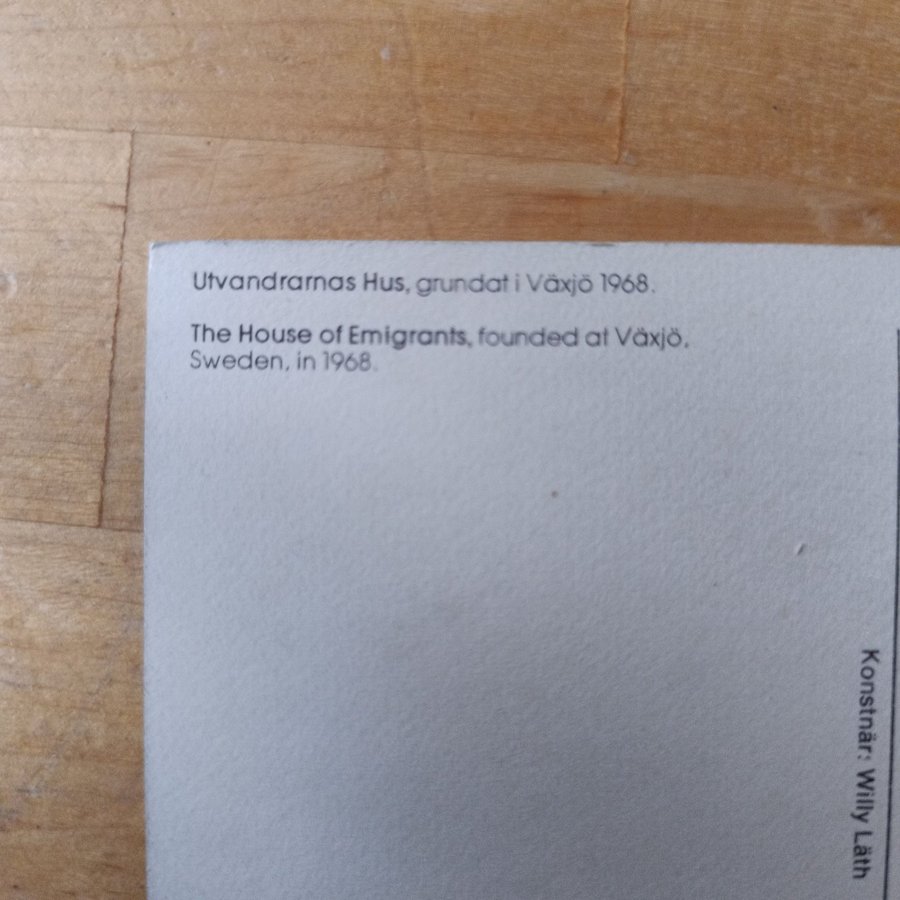 Utvandrarnas Hus, grundat i Växjö 1968.
The House of Emigrants, founded at Växjö,
Sweden, in 1968.
Konstnär: Willy Läth